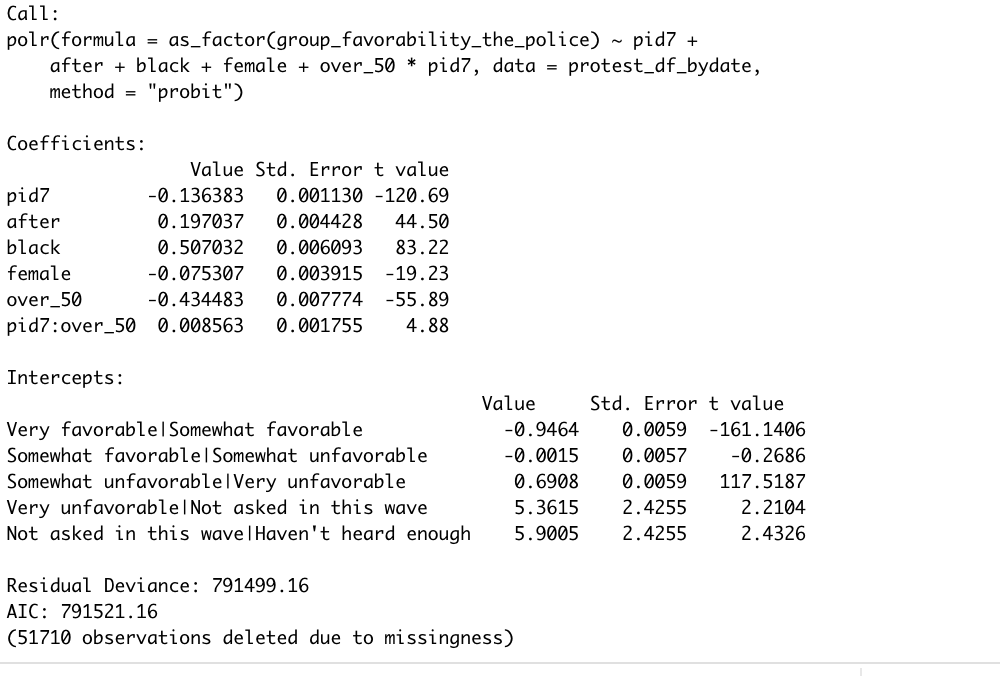 Call:
polr(formula = as_factor(group_favorability_the_police) ~ pid7 +
    after + black + female + over_50 * pid7, data = protest_df_bydate,
    method = "probit")

Coefficients:
                 Value Std. Error t value
pid7         -0.136383   0.001130 -120.69
after         0.197037   0.004428   44.50
black         0.507032   0.006093   83.22
female       -0.075307   0.003915  -19.23
over_50      -0.434483   0.007774  -55.89
pid7:over_50  0.008563   0.001755    4.88

Intercepts:
                                          Value     Std. Error t value
Very favorable|Somewhat favorable           -0.9464    0.0059 -161.1406
Somewhat favorable|Somewhat unfavorable     -0.0015    0.0057   -0.2686
Somewhat unfavorable|Very unfavorable        0.6908    0.0059  117.5187
Very unfavorable|Not asked in this wave      5.3615    2.4255    2.2104
Not asked in this wave|Haven't heard enough    5.9005    2.4255    2.4326

Residual Deviance: 791499.16
AIC: 791521.16
(51710 observations deleted due to missingness)